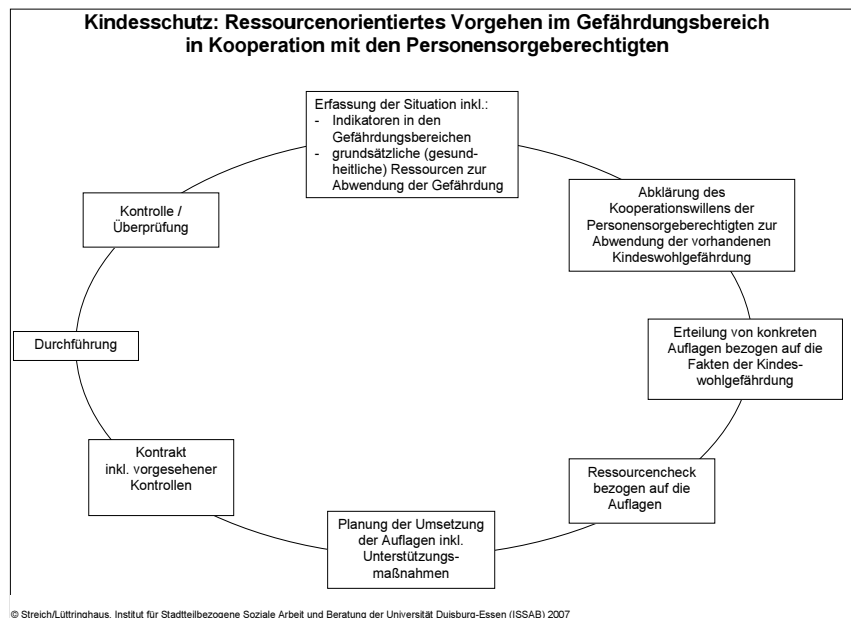 Kindesschutz: Ressourcenorientiertes Vorgehen im Gefährdungsbereich
in Kooperation mit den Personensorgeberechtigten
Erfassung der Situation inkl.:
- Indikatoren in den
Gefährdungsbereichen
- grundsätzliche (gesund-
heitliche) Ressourcen zur
Abwendung der Gefährdung
Abklärung des
Kooperationswillens der
Personensorgeberechtigten zur
Abwendung der vorhandenen
Kindeswohlgefährdung
Erteilung von konkreten
Auflagen bezogen auf die
Fakten der Kindes-
wohlgefährdung
Ressourcencheck
bezogen auf die
Auflagen
Planung der Umsetzung
der Auflagen inkl.
Unterstützungs-
maßnahmen
Kontrakt
inkl. vorgesehener
Kontrollen
Durchführung
Kontrolle /
Überprüfung
© Streich/Lüttringhaus, Institut für Stadtteilbezogene Soziale Arbeit und Beratung der Universität Duisburg-Essen (ISSAB) 2007